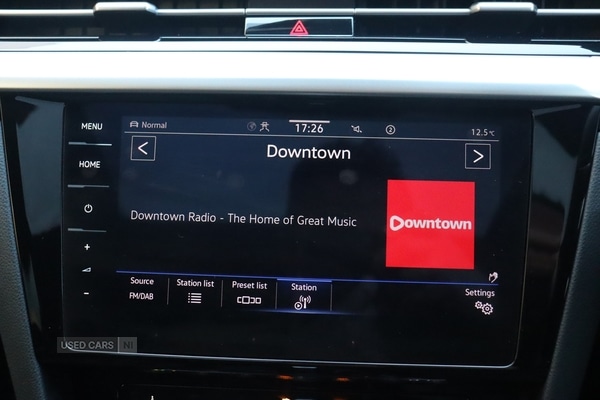 MENU
Normal
17:26
2
12.5°C
Downtown
HOME
Downtown Radio - The Home of Great Music
Downtown
+
-
Source
FM/DAB
Station list
Preset list
Station
Settings
USED CARS NI